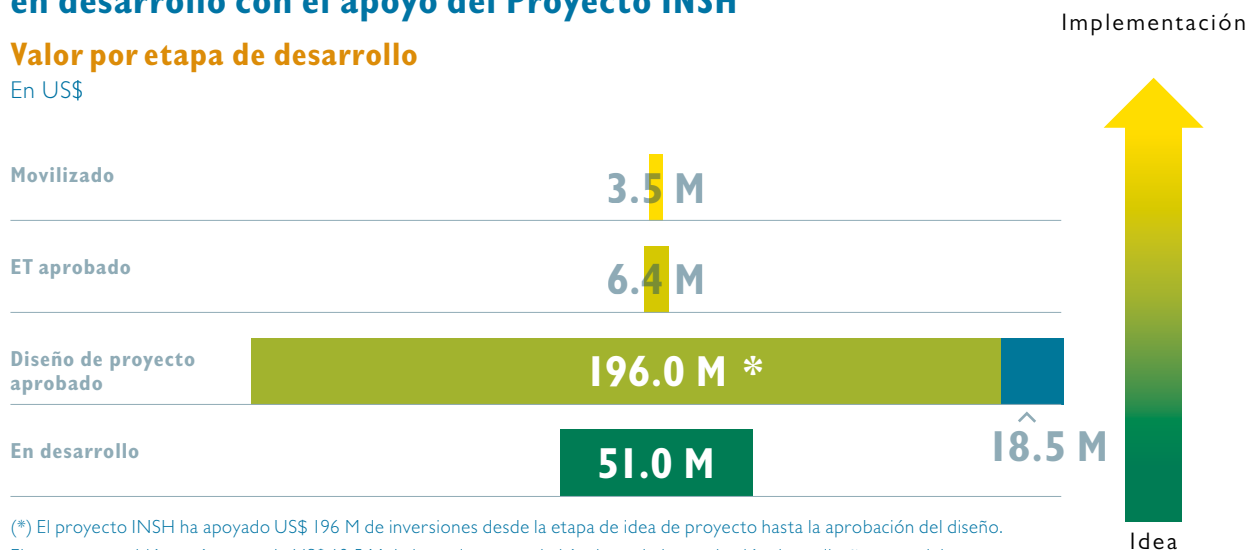 en desarrollo con el apoyo del Proyecto INSH
Valor por etapa de desarrollo
En US$
Implementación
Movilizado
3.5 M
ET aprobado
6.4 M
Diseño de proyecto
aprobado
196.0 M *
18.5 M
En desarrollo
51.0 M
(*) El proyecto INSH ha apoyado US$ 196 M de inversiones desde la etapa de idea de proyecto hasta la aprobación del diseño.
Idea